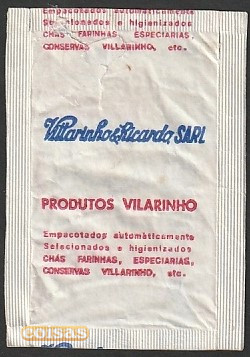 Empacotados automàticamente
Selecionados e higienizados
CHÁS FARINHAS, ESPECIARIAS,
CONSERVAS VILLARINHO, etc.
Villarinho & Ricardo, SARL
PRODUTOS VILARINHO
Empacotados automàticamente
Selecionados e higienizados
CHÁS FARINHAS, ESPECIARIAS,
CONSERVAS VILLARINHO, etc.
coisas